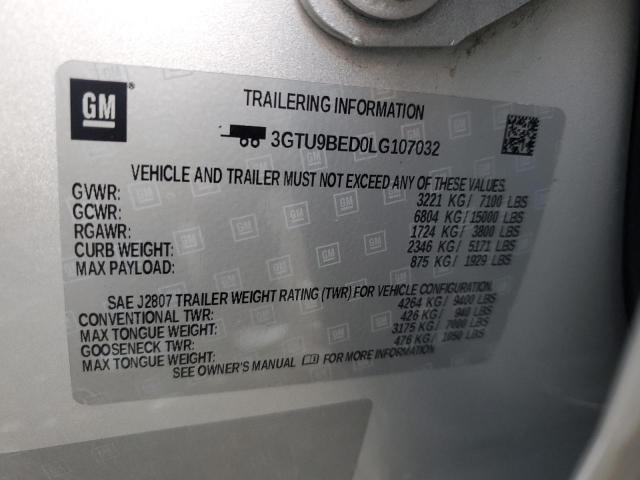 GM
TRAILERING INFORMATION
3GTU9BED0LG107032
VEHICLE AND TRAILER MUST NOT EXCEED ANY OF THESE VALUES.
GVWR: 3221 KG/ 7100 LBS
GCWR: 6804 KG/15000 LBS
RGAWR: 1724 KG/ 3800 LBS
CURB WEIGHT: 2346 KG/ 5171 LBS
MAX PAYLOAD: 875 KG/ 1929 LBS
SAE J2807 TRAILER WEIGHT RATING (TWR) FOR VEHICLE CONFIGURATION.
CONVENTIONAL TWR: 4264 KG/ 9400 LBS
MAX TONGUE WEIGHT: 426 KG/ 940 LBS
GOOSENECK TWR: 3175 KG/ 7000 LBS
MAX TONGUE WEIGHT: 476 KG/ 1050 LBS
SEE OWNER'S MANUAL FOR MORE INFORMATION